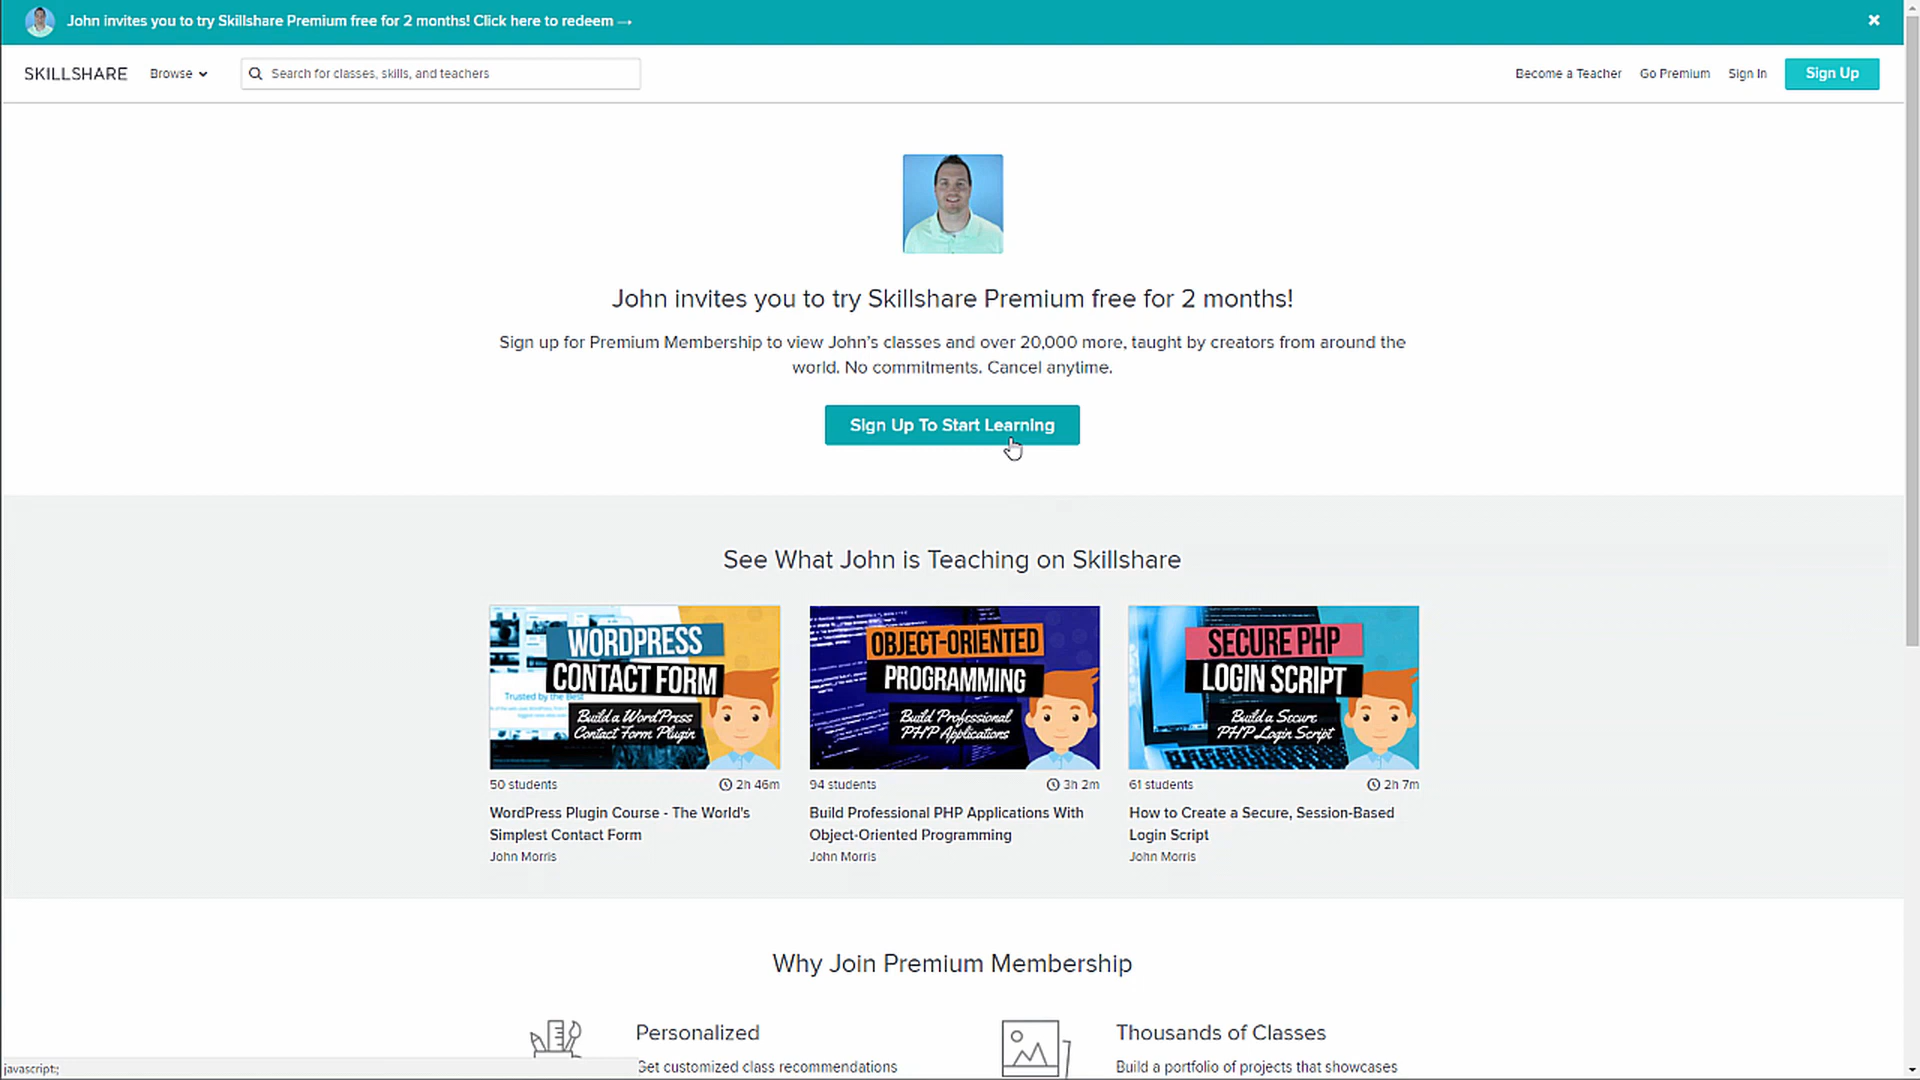 John invites you to try Skillshare Premium free for 2 months! Click here to redeem →
SKILLSHARE
Browse
Search for classes, skills, and teachers
Become a Teacher
Go Premium
Sign In
Sign Up
John invites you to try Skillshare Premium free for 2 months!
Sign up for Premium Membership to view John's classes and over 20,000 more, taught by creators from around the
world. No commitments. Cancel anytime.
Sign Up To Start Learning
See What John is Teaching on Skillshare
WORDPRESS
CONTACT FORM
Trusted by the Best
Build a WordPress
Contact Form Plugin
50 students
2h 46m
WordPress Plugin Course - The World's
Simplest Contact Form
John Morris
OBJECT-ORIENTED
PROGRAMMING
Build Professional
PHP Applications
94 students
3h 2m
Build Professional PHP Applications With
Object-Oriented Programming
John Morris
SECURE PHP
LOGIN SCRIPT
Build a Secure
PHP Login Script
61 students
2h 7m
How to Create a Secure, Session-Based
Login Script
John Morris
Why Join Premium Membership
Personalized
Get customized class recommendations
Thousands of Classes
Build a portfolio of projects that showcases
javascript:;